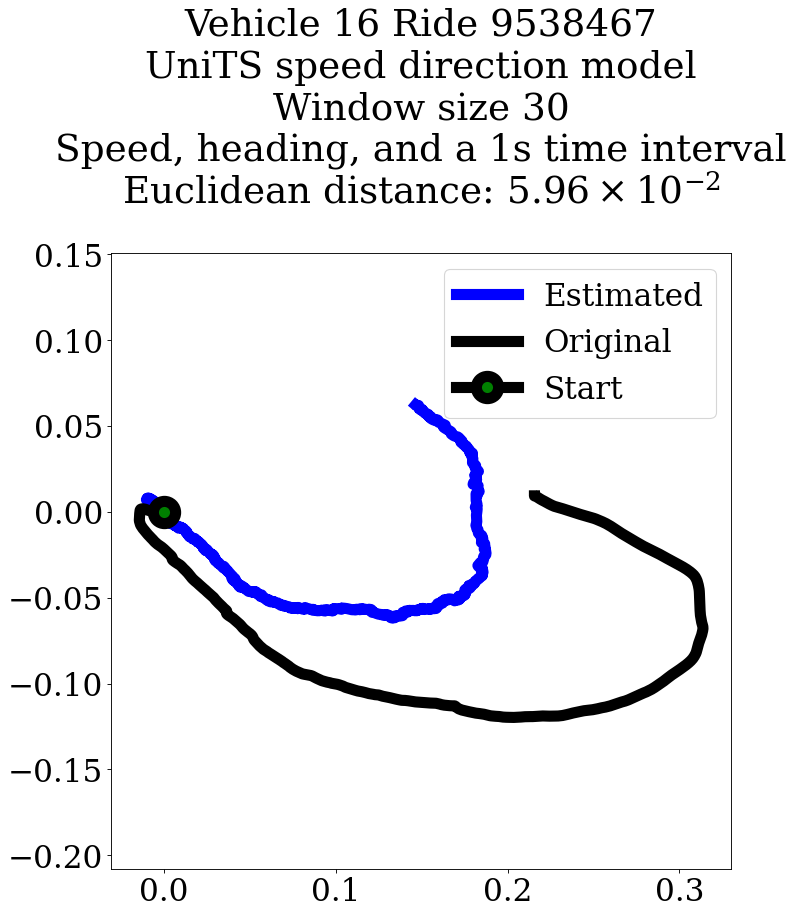 Vehicle 16 Ride 9538467
UniTS speed direction model
Window size 30
Speed, heading, and a 1s time interval
Euclidean distance: 5.96 × 10⁻²
0.15
0.10
0.05
0.00
−0.05
−0.10
−0.15
−0.20
Estimated
Original
Start
0.0 0.1 0.2 0.3